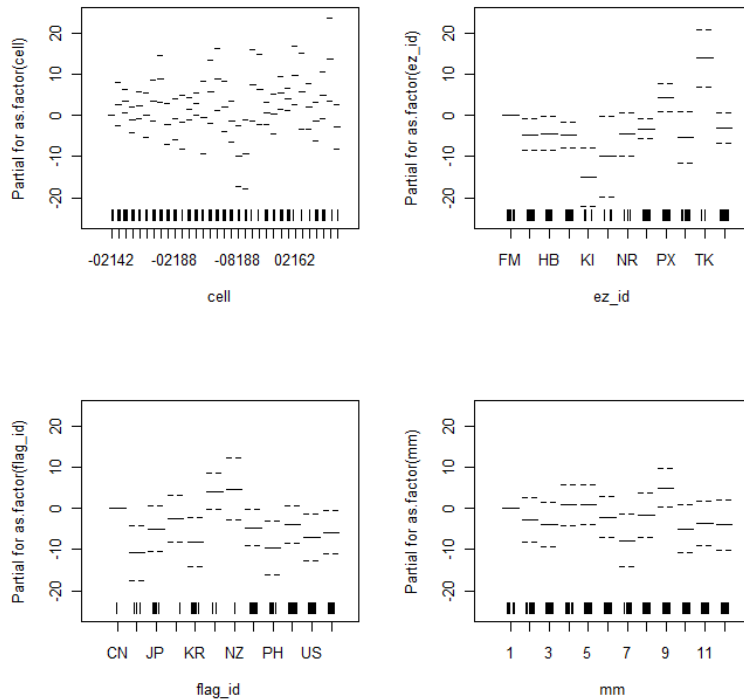 Partial for as.factor(cell)
20
10
0
-10
-20
-02142 -02188 -08188 02162
cell
Partial for as.factor(ez_id)
20
10
0
-10
-20
FM HB KI NR PX TK
ez_id
Partial for as.factor(flag_id)
20
10
0
-10
-20
CN JP KR NZ PH US
flag_id
Partial for as.factor(mm)
20
10
0
-10
-20
1 3 5 7 9 11
mm